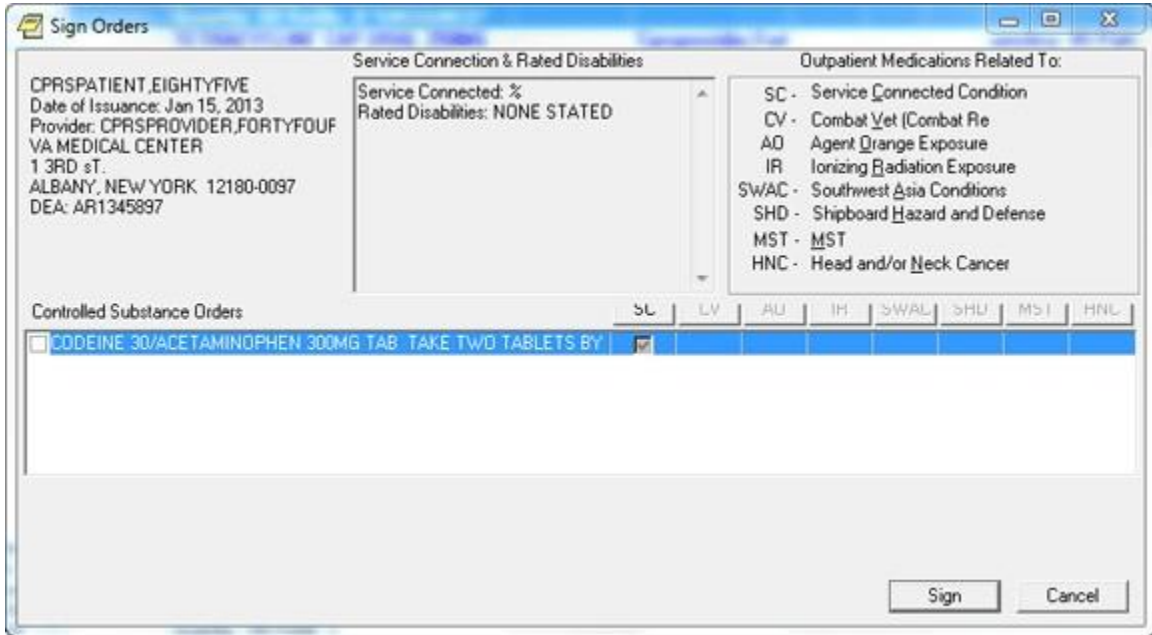 Sign Orders
CPRSPATIENT,EIGHTYFIVE
Date of Issuance: Jan 15, 2013
Provider: CPRSPROVIDER,FORTYFOUF
VA MEDICAL CENTER
1 3RD sT.
ALBANY, NEW YORK 12180-0097
DEA: AR1345897
Service Connection & Rated Disabilities
Service Connected: %
Rated Disabilities: NONE STATED
Outpatient Medications Related To:
SC - Service Connected Condition
CV - Combat Vet (Combat Re
AO Agent Orange Exposure
IR Ionizing Radiation Exposure
SWAC - Southwest Asia Conditions
SHD - Shipboard Hazard and Defense
MST - MST
HNC - Head and/or Neck Cancer
Controlled Substance Orders SC CV AO IR SWAC SHD MST HNC
CODEINE 30/ACETAMINOPHEN 300MG TAB TAKE TWO TABLETS BY
Sign Cancel